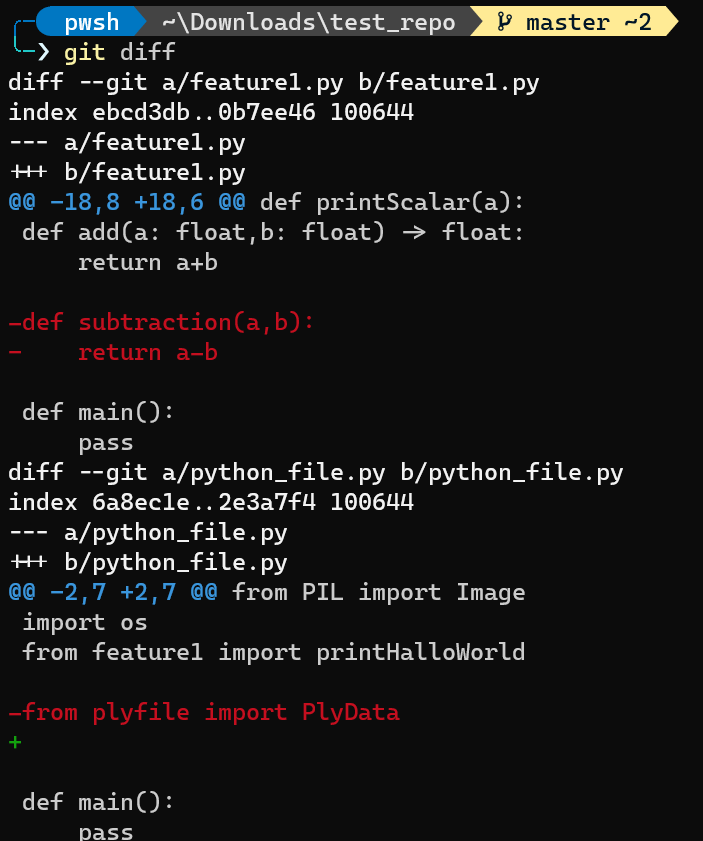 pwsh ~\Downloads\test_repo master ~2
❯ git diff
diff --git a/feature1.py b/feature1.py
index ebcd3db..0b7ee46 100644
--- a/feature1.py
+++ b/feature1.py
@@ -18,8 +18,6 @@ def printScalar(a):
 def add(a: float,b: float) -> float:
     return a+b

-def subtraction(a,b):
-    return a-b

 def main():
     pass
diff --git a/python_file.py b/python_file.py
index 6a8ec1e..2e3a7f4 100644
--- a/python_file.py
+++ b/python_file.py
@@ -2,7 +2,7 @@ from PIL import Image
 import os
 from feature1 import printHalloWorld

-from plyfile import PlyData
+

 def main():
     pass